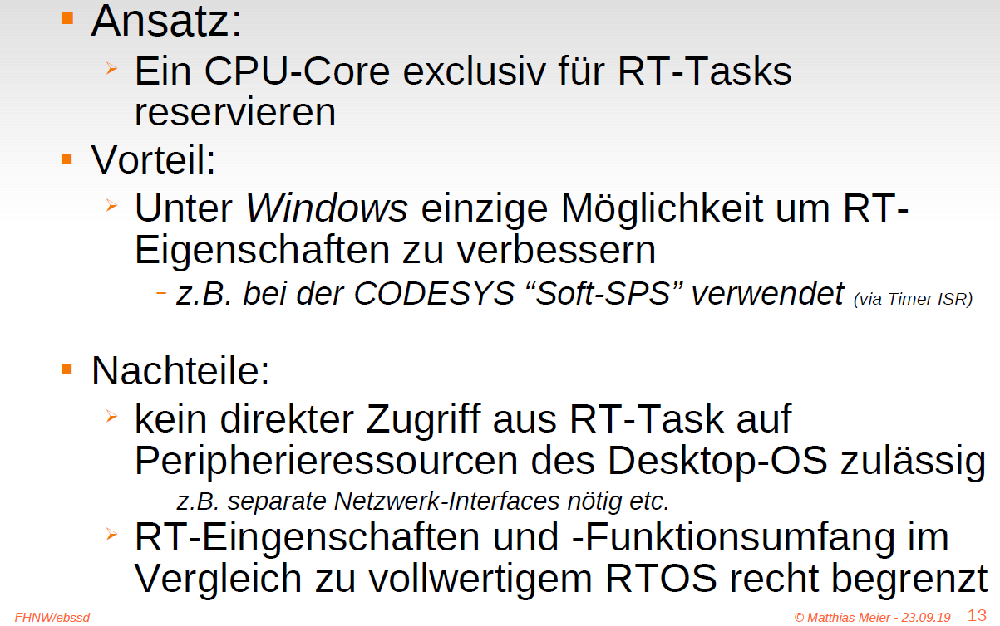 Ansatz:
Ein CPU-Core exclusiv für RT-Tasks
reservieren
Vorteil:
Unter Windows einzige Möglichkeit um RT-
Eigenschaften zu verbessern
– z.B. bei der CODESYS “Soft-SPS” verwendet (via Timer ISR)
Nachteile:
kein direkter Zugriff aus RT-Task auf
Peripherieressourcen des Desktop-OS zulässig
– z.B. separate Netzwerk-Interfaces nötig etc.
RT-Eingenschaften und -Funktionsumfang im
Vergleich zu vollwertigem RTOS recht begrenzt
FHNW/ebssd © Matthias Meier - 23.09.19 13